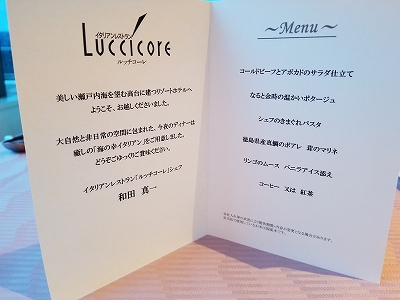 イタリアンレストラン
LUCCICORE
ルッチコーレ
美しい瀬戸内海を望む高台に建つリゾートホテルへ
ようこそ、お越しくださいました。
大自然と非日常の空間に包まれた、今夜のディナーは
癒しの「海の幸イタリアン」をご用意しました。
どうぞごゆっくりご賞味ください。
イタリアンレストラン「ルッチコーレ」シェフ
和田 真一
～Menu～
コールドビーフとアボカドのサラダ仕立て
なると金時の温かいポタージュ
シェフのきまぐれパスタ
徳島県産真鯛のポアレ 茸のマリネ
リンゴのムース バニラアイス添え
コーヒー 又は 紅茶